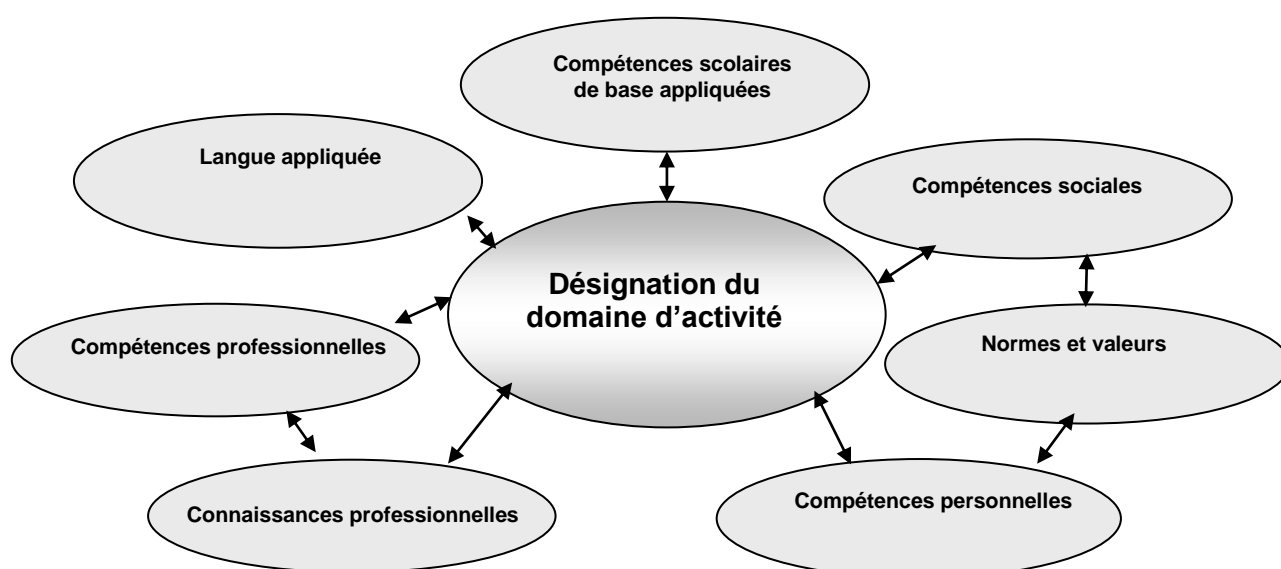 Compétences scolaires
de base appliquées
Langue appliquée
Compétences sociales
Désignation du
domaine d’activité
Compétences professionnelles
Normes et valeurs
Connaissances professionnelles
Compétences personnelles